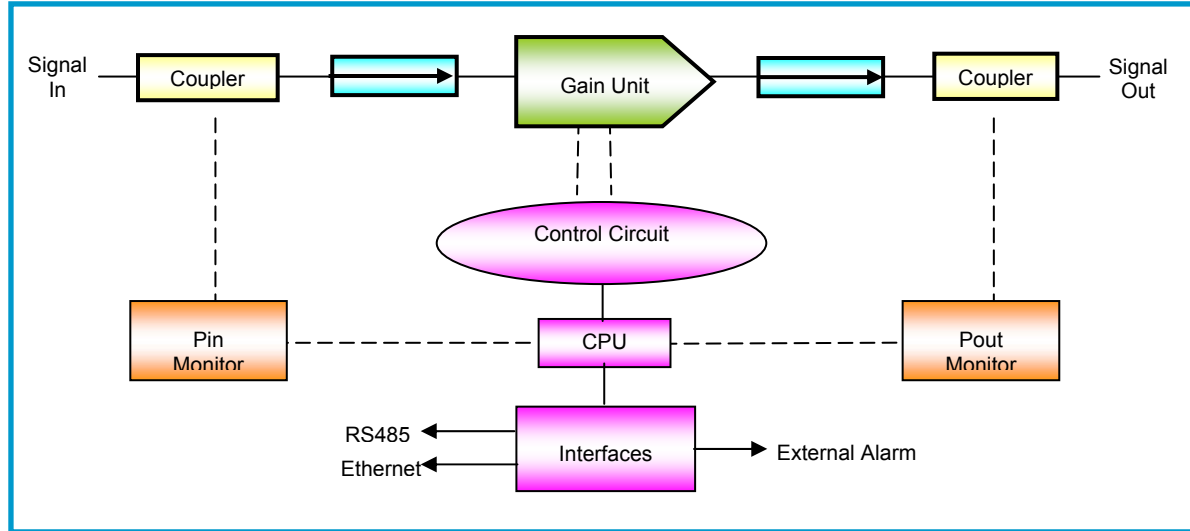 Signal
In
Coupler
Gain Unit
Coupler
Signal
Out
Control Circuit
Pin
Monitor
CPU
Pout
Monitor
RS485
Ethernet
Interfaces
External Alarm